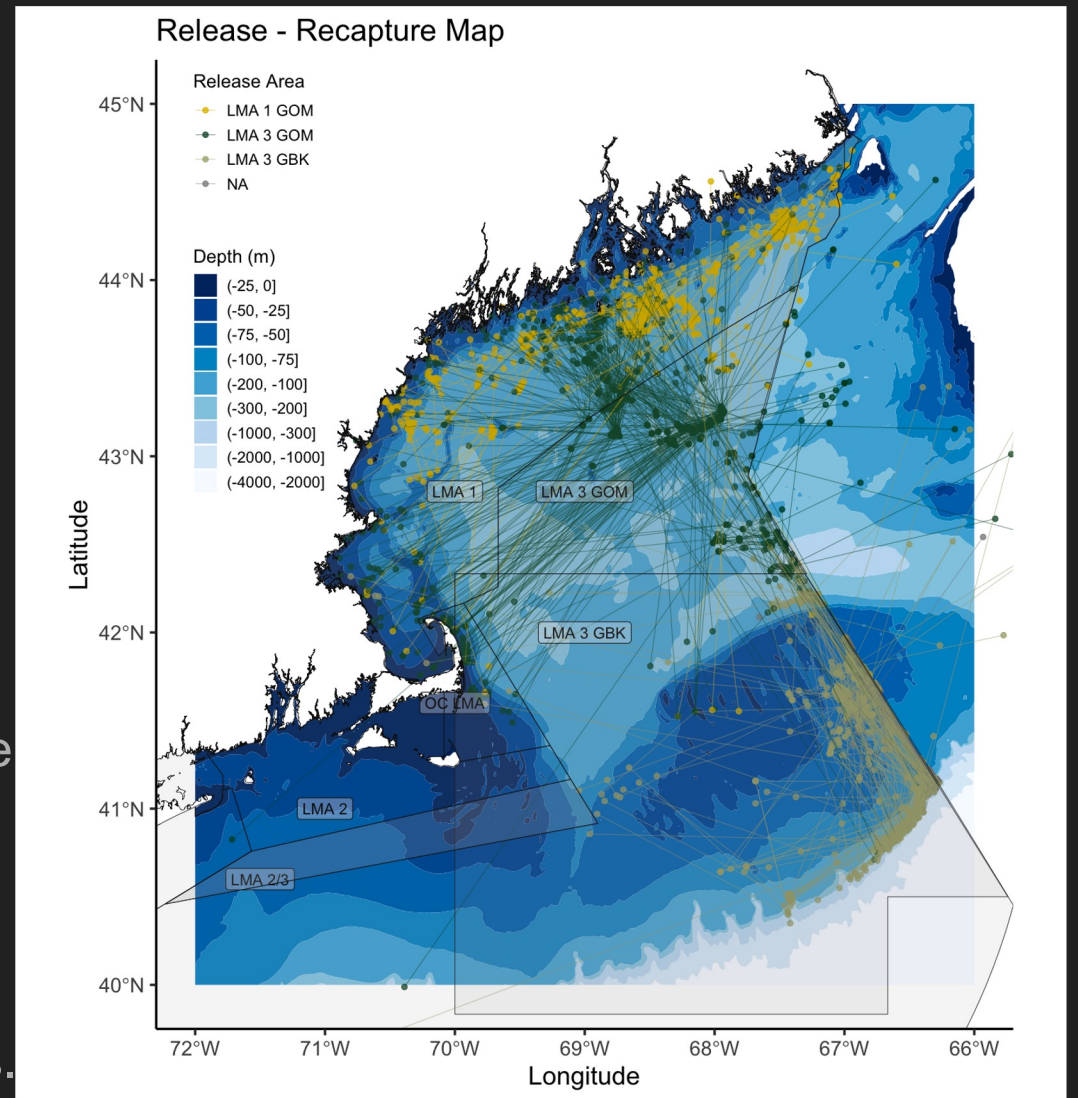 Release - Recapture Map
Release Area
LMA 1 GOM
LMA 3 GOM
LMA 3 GBK
NA
Depth (m)
(-25, 0]
(-50, -25]
(-75, -50]
(-100, -75]
(-200, -100]
(-300, -200]
(-1000, -300]
(-2000, -1000]
(-4000, -2000]
45°N
44°N
43°N
42°N
41°N
40°N
Latitude
LMA 1
LMA 3 GOM
LMA 3 GBK
OC LMA
LMA 2
LMA 2/3
72°W
71°W
70°W
69°W
68°W
67°W
66°W
Longitude
e
.